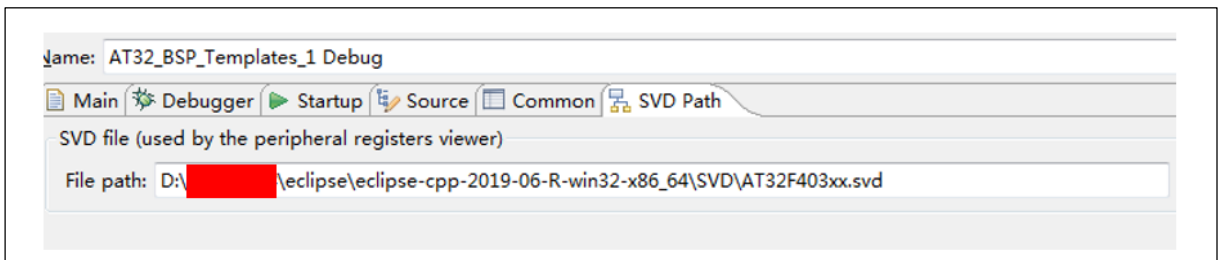 Name: AT32_BSP_Templates_1 Debug
Main Debugger Startup Source Common SVD Path
SVD file (used by the peripheral registers viewer)
File path: D:\ \eclipse\eclipse-cpp-2019-06-R-win32-x86_64\SVD\AT32F403xx.svd